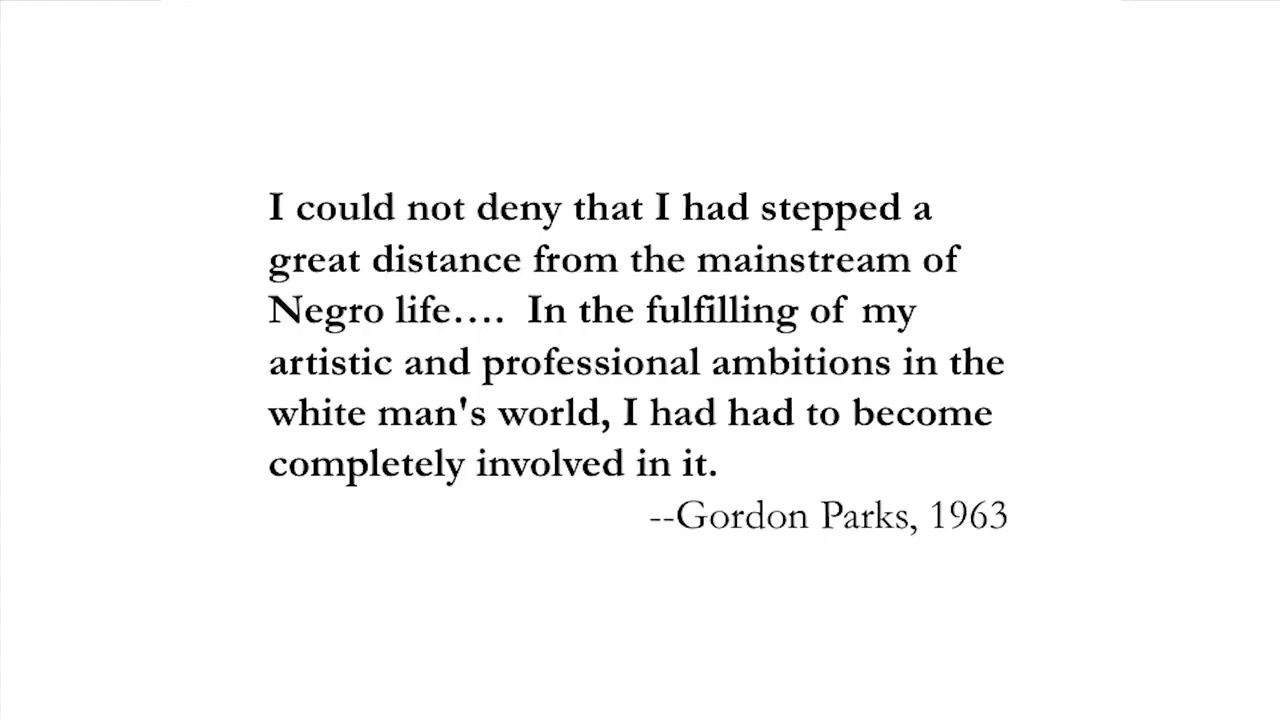 I could not deny that I had stepped a
great distance from the mainstream of
Negro life….  In the fulfilling of my
artistic and professional ambitions in the
white man's world, I had had to become
completely involved in it.
--Gordon Parks, 1963